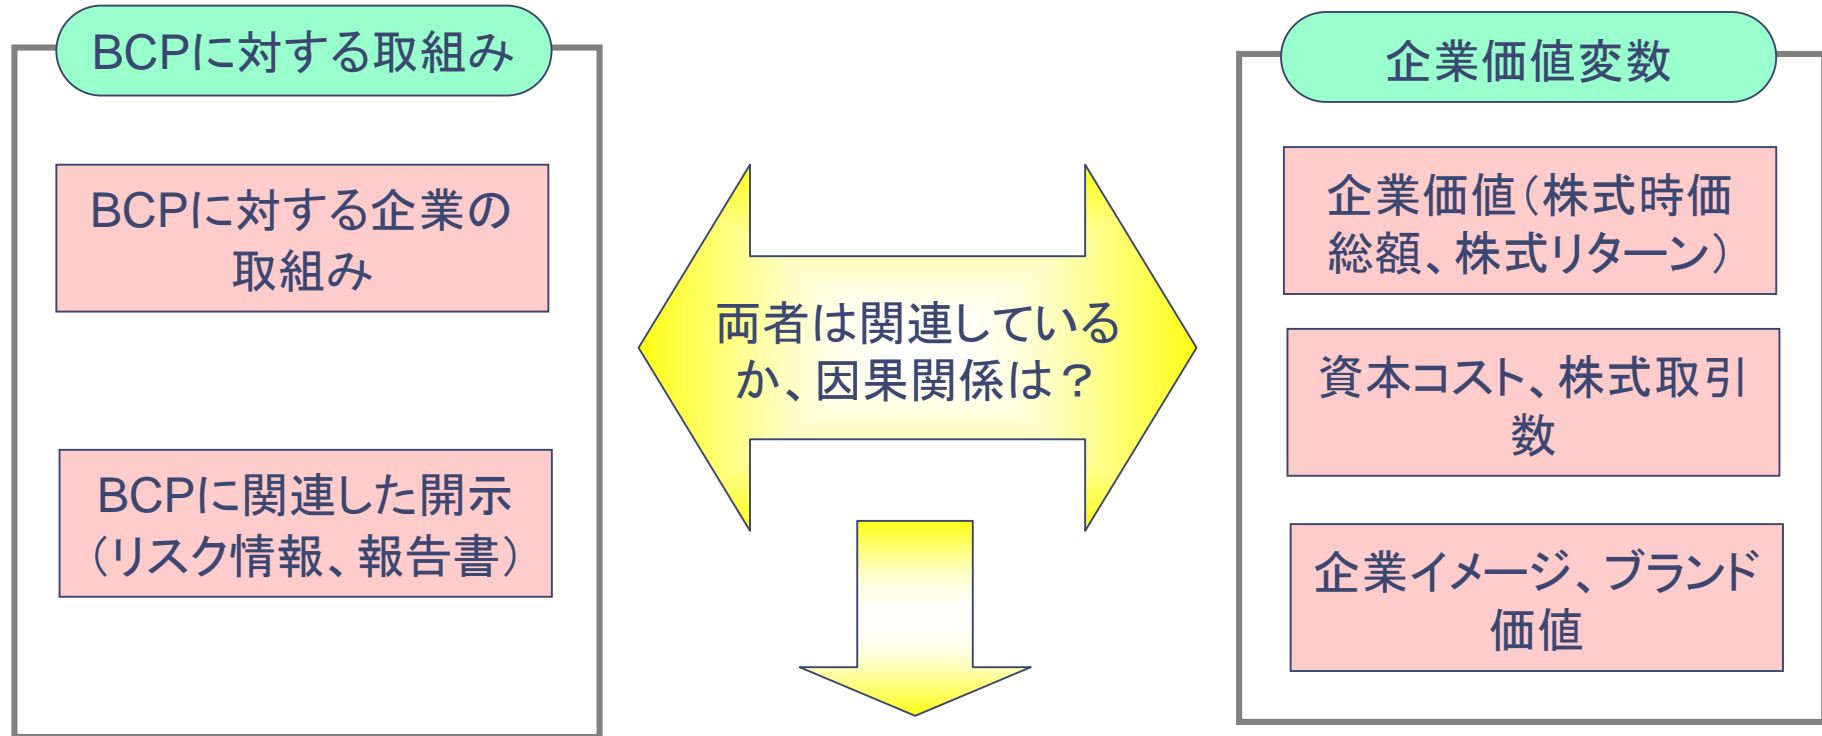 BCPに対する取組み
BCPに対する企業の
取組み
BCPに関連した開示
（リスク情報、報告書）
両者は関連している
か、因果関係は？
企業価値変数
企業価値（株式時価
総額、株式リターン）
資本コスト、株式取引
数
企業イメージ、ブランド
価値